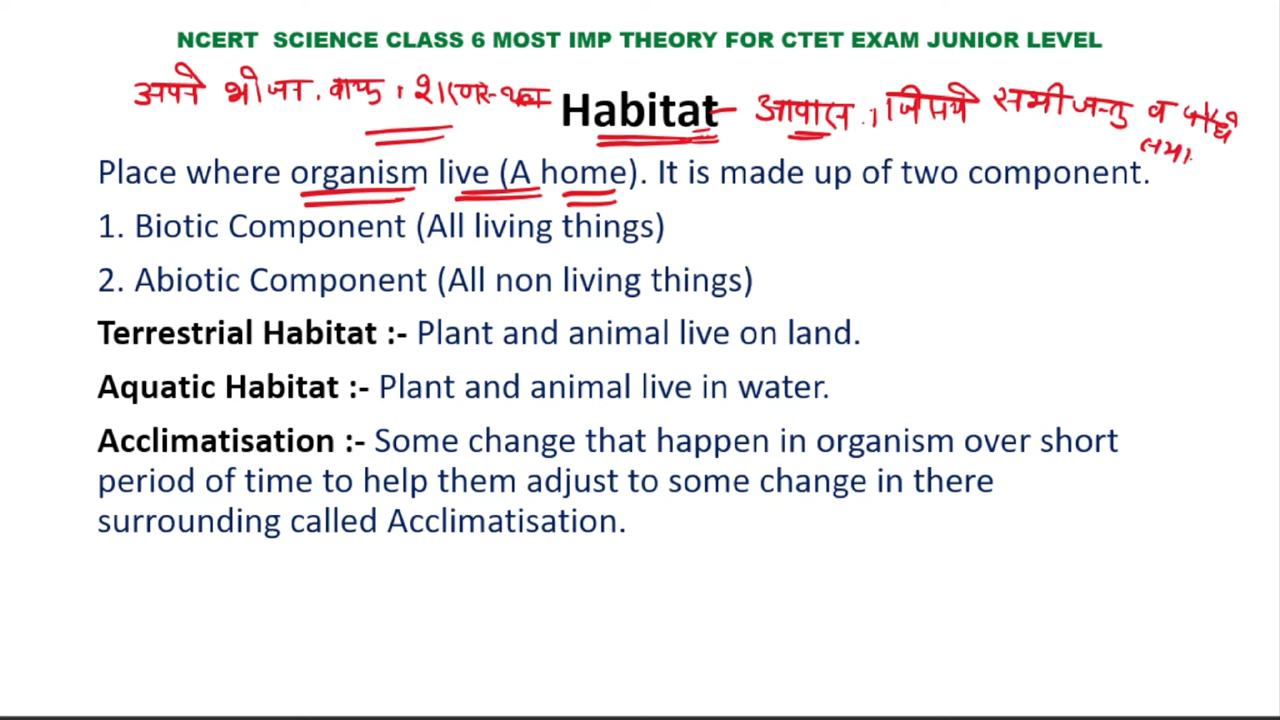 NCERT SCIENCE CLASS 6 MOST IMP THEORY FOR CTET EXAM JUNIOR LEVEL
अपने भोजन, वायु, शरण स्थल
Habitat - आवास, जिसमें सभी जन्तु व पौधे
Place where organism live (A home). It is made up of two component.
1. Biotic Component (All living things)
2. Abiotic Component (All non living things)
Terrestrial Habitat :- Plant and animal live on land.
Aquatic Habitat :- Plant and animal live in water.
Acclimatisation :- Some change that happen in organism over short
period of time to help them adjust to some change in there
surrounding called Acclimatisation.